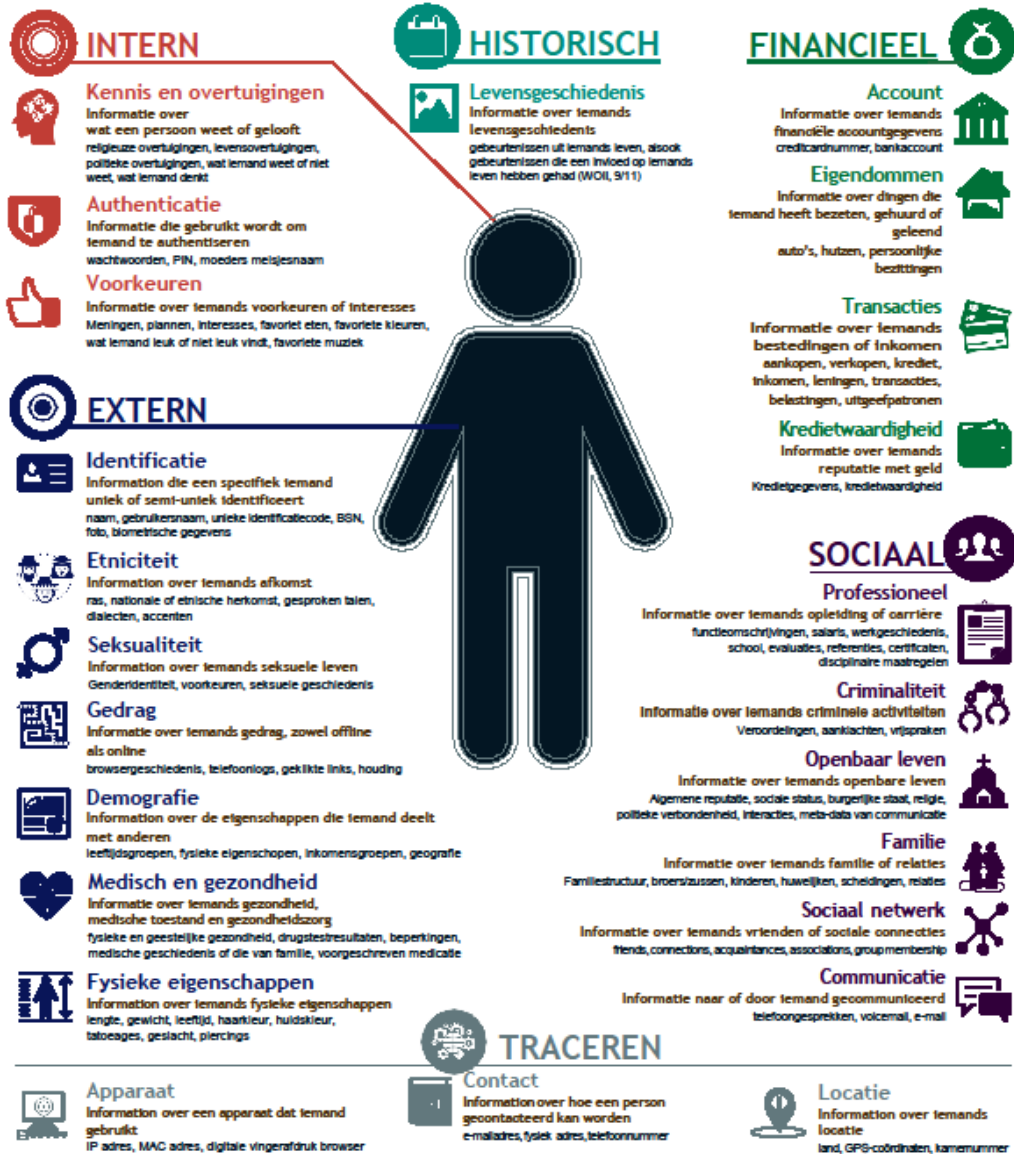 INTERN
Kennis en overtuigingen
Informatie over
wat een persoon weet of gelooft
religieuze overtuigingen, levensovertuigingen,
politieke overtuigingen, wat iemand weet of niet
weet, wat iemand denkt
Authenticatie
Informatie die gebruikt wordt om
iemand te authentiseren
wachtwoorden, PIN, moeders meisjesnaam
Voorkeuren
Informatie over iemands voorkeuren of interesses
Meningen, plannen, interesses, favoriet eten, favoriete kleuren,
wat iemand leuk of niet leuk vindt, favoriete muziek
EXTERN
Identificatie
Information die een specifiek iemand
uniek of semi-uniek identificeert
naam, gebruikersnaam, unieke identificatiecode, BSN,
foto, biometrische gegevens
Etniciteit
Information over iemands afkomst
ras, nationale of etnische herkomst, gesproken talen,
dialecten, accenten
Seksualiteit
Information over iemands seksuele leven
Genderidentiteit, voorkeuren, seksuele geschiedenis
Gedrag
Informatie over iemands gedrag, zowel offline
als online
browsergeschiedenis, telefoonlogs, geklikte links, houding
Demografie
Information over de eigenschappen die iemand deelt
met anderen
leeftijdsgroepen, fysieke eigenschopen, inkomensgroepen, geografie
Medisch en gezondheid
Informatie over iemands gezondheid,
medische toestand en gezondheidszorg
fysieke en geestelijke gezondheid, drugstestresultaten, beperkingen,
medische geschiedenis of die van familie, voorgeschreven medicatie
Fysieke eigenschappen
Information over iemands fysieke eigenschappen
lengte, gewicht, leeftijd, haarkleur, huidskleur,
tatoeages, geslacht, piercings
HISTORISCH
Levensgeschiedenis
Informatie over iemands
levensgeschiedenis
gebeurtenissen uit iemands leven, alsook
gebeurtenissen die een invloed op iemands
leven hebben gehad (WOII, 9/11)
FINANCIEEL
Account
Informatie over iemands
financiële accountgegevens
creditcardnummer, bankaccount
Eigendommen
Informatie over dingen die
iemand heeft bezeten, gehuurd of
geleend
auto's, huizen, persoonlijke
bezittingen
Transacties
Informatie over iemands
bestedingen of inkomen
aankopen, verkopen, krediet,
inkomen, leningen, transacties,
belastingen, uitgeefpatronen
Kredietwaardigheid
Informatie over iemands
reputatie met geld
Kredietgegevens, kredietwaardigheid
SOCIAAL
Professioneel
Informatie over iemands opleiding of carrière
functieomschrijvingen, salaris, werkgeschiedenis,
school, evaluaties, referenties, certificaten,
disciplinaire maatregelen
Criminaliteit
Informatie over iemands criminele activiteiten
Veroordelingen, aanklachten, vrijspraken
Openbaar leven
Informatie over iemands openbare leven
Algemene reputatie, sociale status, burgerlijke staat, religie,
politieke verbondenheid, interacties, meta-data van communicatie
Familie
Informatie over iemands familie of relaties
Familiestructuur, broers/zussen, kinderen, huwelijken, scheidingen, relaties
Sociaal netwerk
Informatie over iemands vrienden of sociale connecties
friends, connections, acquaintances, associations, group membership
Communicatie
Informatie naar of door iemand gecommuniceerd
telefoongesprekken, voicemail, e-mail
TRACEREN
Apparaat
Information over een apparaat dat iemand
gebruikt
IP adres, MAC adres, digitale vingerafdruk browser
Contact
Information over hoe een person
gecontacteerd kan worden
e-mailadres, fysiek adres, telefoonnummer
Locatie
Information over iemands
locatie
land, GPS-coördinaten, kamernummer